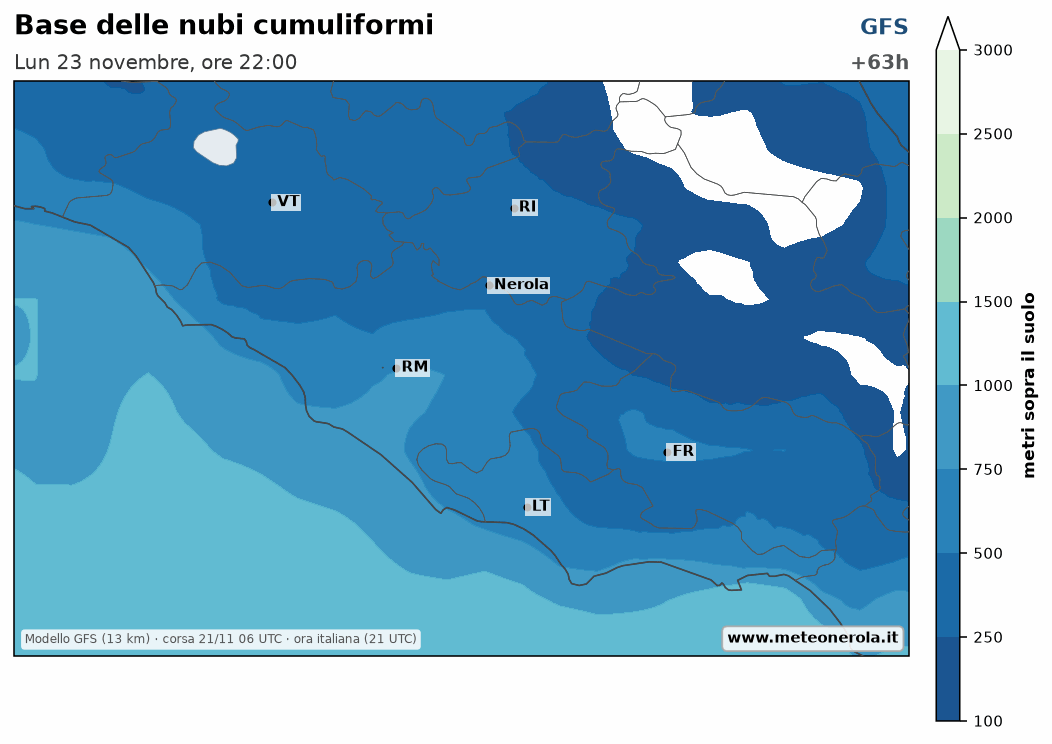 Base delle nubi cumuliformi
GFS
Lun 23 novembre, ore 22:00
+63h
VT
RI
Nerola
RM
FR
LT
Modello GFS (13 km) · corsa 21/11 06 UTC · ora italiana (21 UTC)
www.meteonerola.it
3000
2500
2000
1500
1000
750
500
250
100
metri sopra il suolo